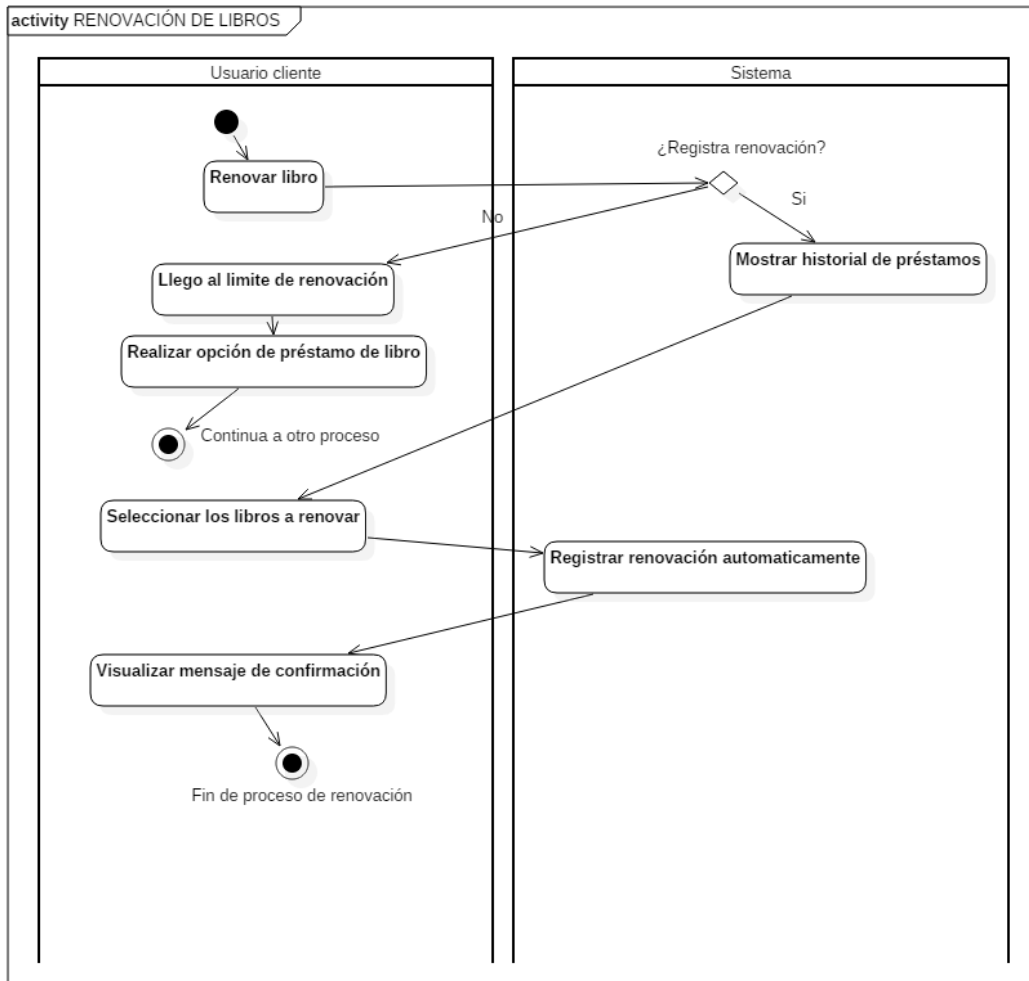 activity RENOVACIÓN DE LIBROS
Usuario cliente
Sistema
¿Registra renovación?
Renovar libro
Si
No
Mostrar historial de préstamos
Llego al limite de renovación
Realizar opción de préstamo de libro
Continua a otro proceso
Seleccionar los libros a renovar
Registrar renovación automaticamente
Visualizar mensaje de confirmación
Fin de proceso de renovación